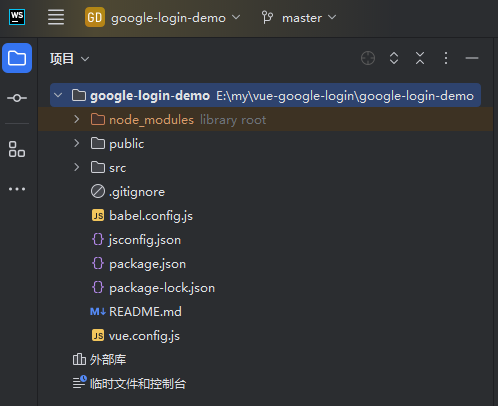 WS GD google-login-demo master
项目
google-login-demo E:\my\vue-google-login\google-login-demo
node_modules library root
public
src
.gitignore
JS babel.config.js
{} jsconfig.json
{} package.json
{} package-lock.json
M↓ README.md
JS vue.config.js
外部库
临时文件和控制台